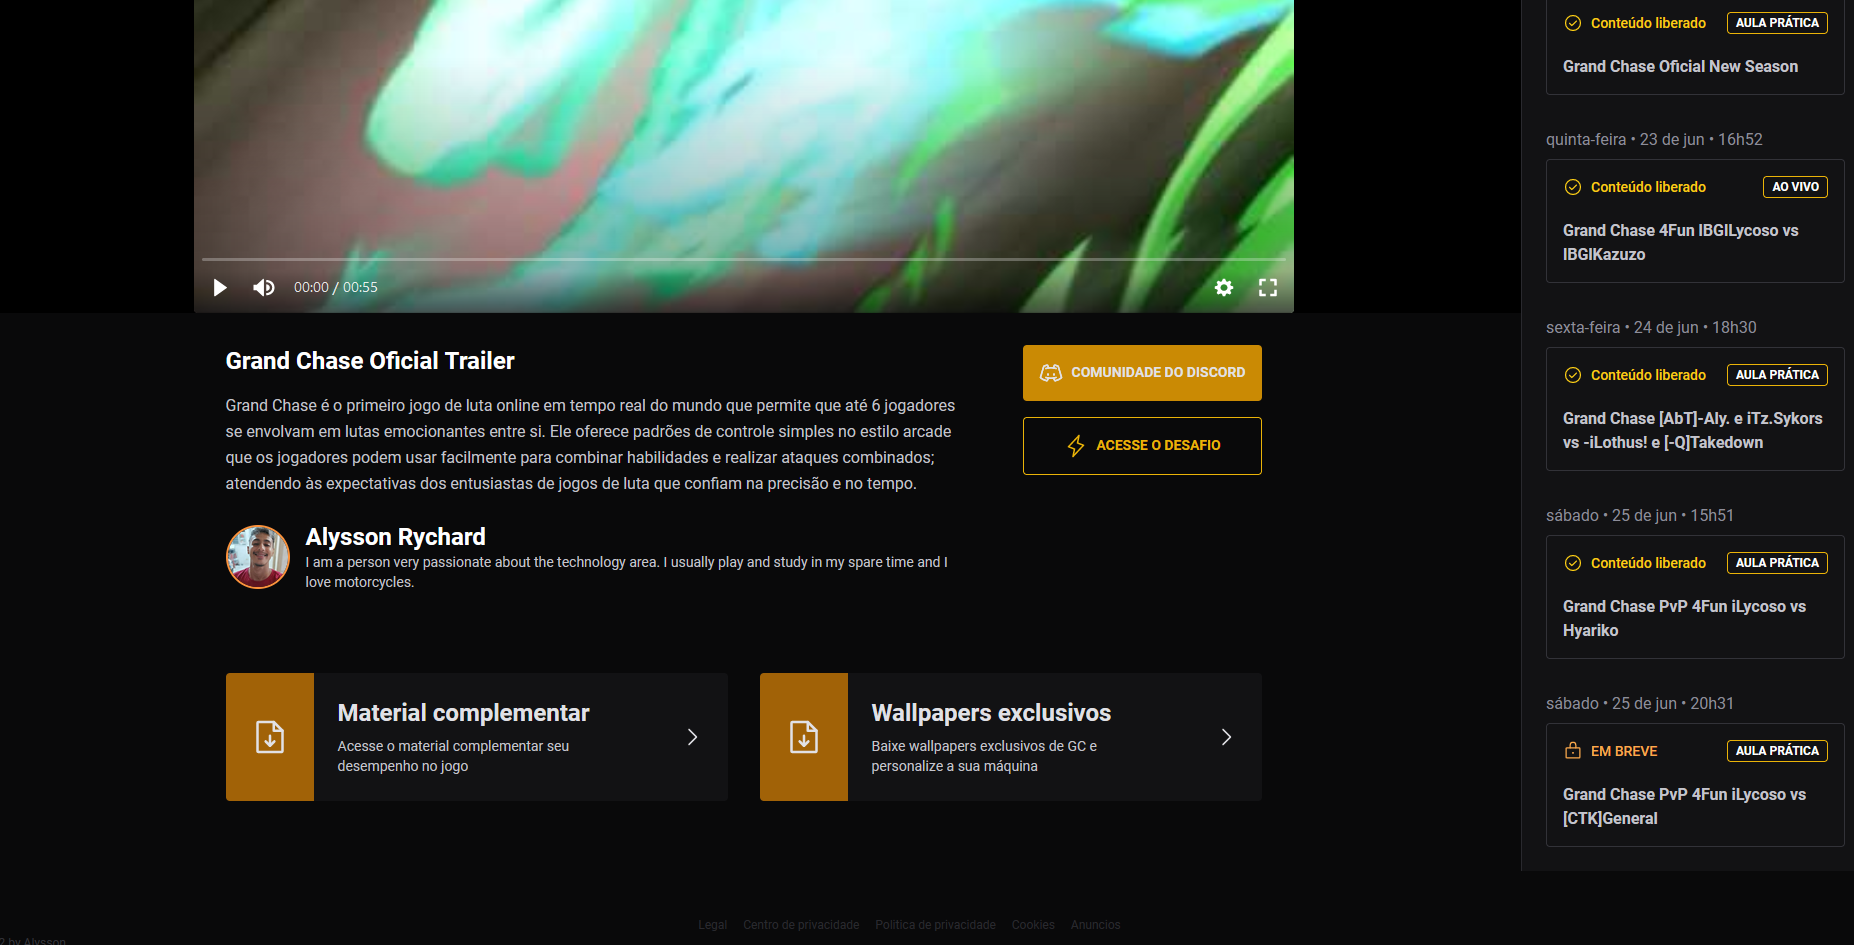 00:00 / 00:55
Grand Chase Oficial Trailer
Grand Chase é o primeiro jogo de luta online em tempo real do mundo que permite que até 6 jogadores
se envolvam em lutas emocionantes entre si. Ele oferece padrões de controle simples no estilo arcade
que os jogadores podem usar facilmente para combinar habilidades e realizar ataques combinados;
atendendo às expectativas dos entusiastas de jogos de luta que confiam na precisão e no tempo.
COMUNIDADE DO DISCORD
ACESSE O DESAFIO
Alysson Rychard
I am a person very passionate about the technology area. I usually play and study in my spare time and I
love motorcycles.
Material complementar
Acesse o material complementar seu
desempenho no jogo
Wallpapers exclusivos
Baixe wallpapers exclusivos de GC e
personalize a sua máquina
Conteúdo liberado AULA PRÁTICA
Grand Chase Oficial New Season
quinta-feira • 23 de jun • 16h52
Conteúdo liberado AO VIVO
Grand Chase 4Fun IBGILycoso vs
IBGIKazuzo
sexta-feira • 24 de jun • 18h30
Conteúdo liberado AULA PRÁTICA
Grand Chase [AbT]-Aly. e iTz.Sykors
vs -iLothus! e [-Q]Takedown
sábado • 25 de jun • 15h51
Conteúdo liberado AULA PRÁTICA
Grand Chase PvP 4Fun iLycoso vs
Hyariko
sábado • 25 de jun • 20h31
EM BREVE AULA PRÁTICA
Grand Chase PvP 4Fun iLycoso vs
[CTK]General
Legal Centro de privacidade Politica de privacidade Cookies Anuncios
2 by Alysson